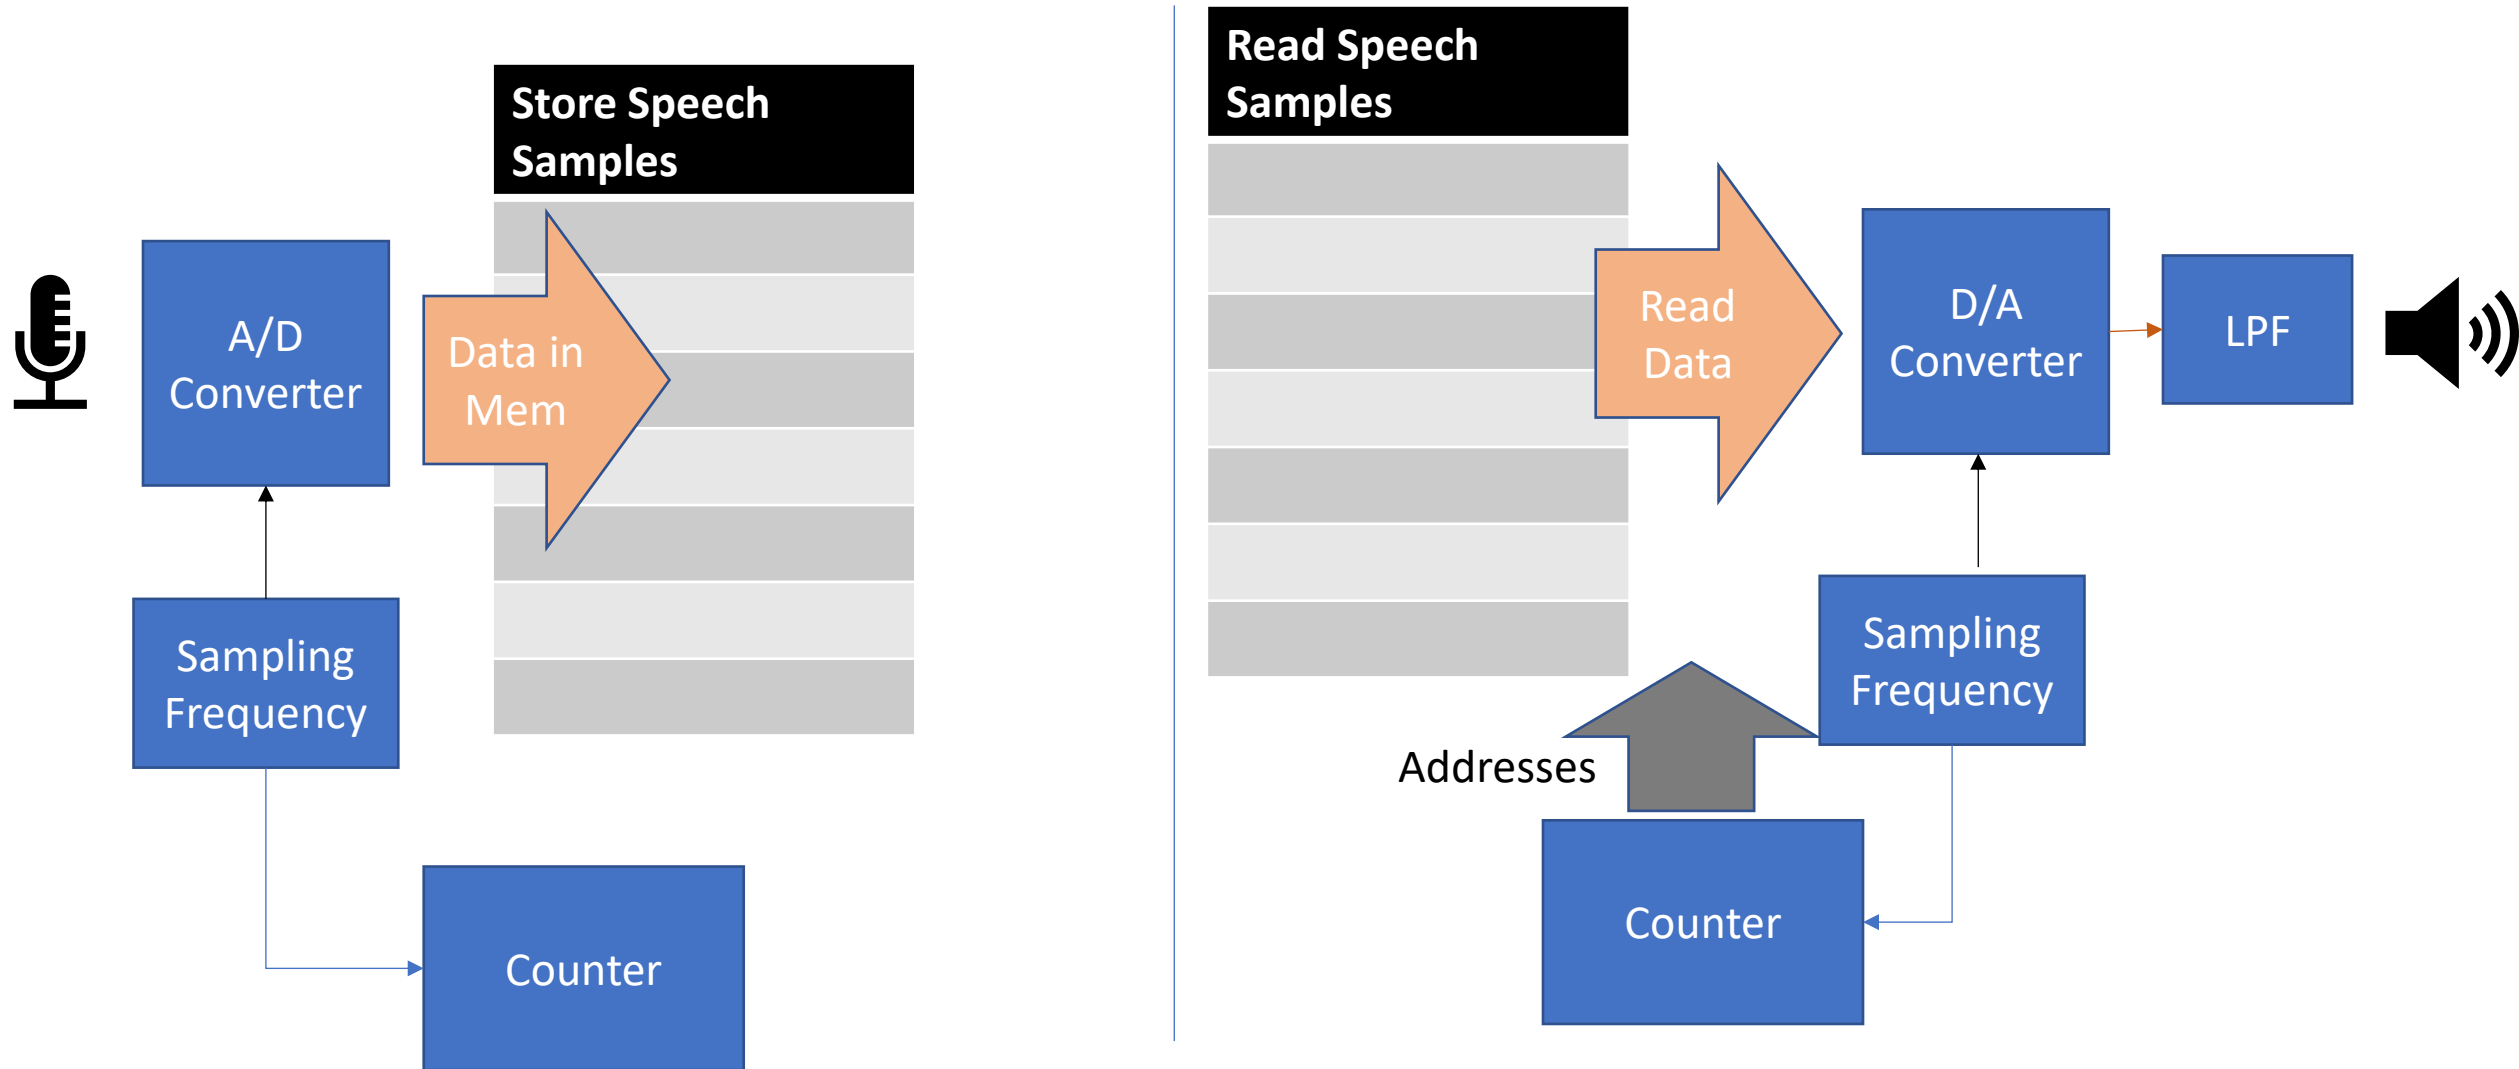 Store Speech
Samples
A/D
Converter
Data in
Mem
Sampling
Frequency
Counter
Read Speech
Samples
Read
Data
D/A
Converter
LPF
Sampling
Frequency
Addresses
Counter